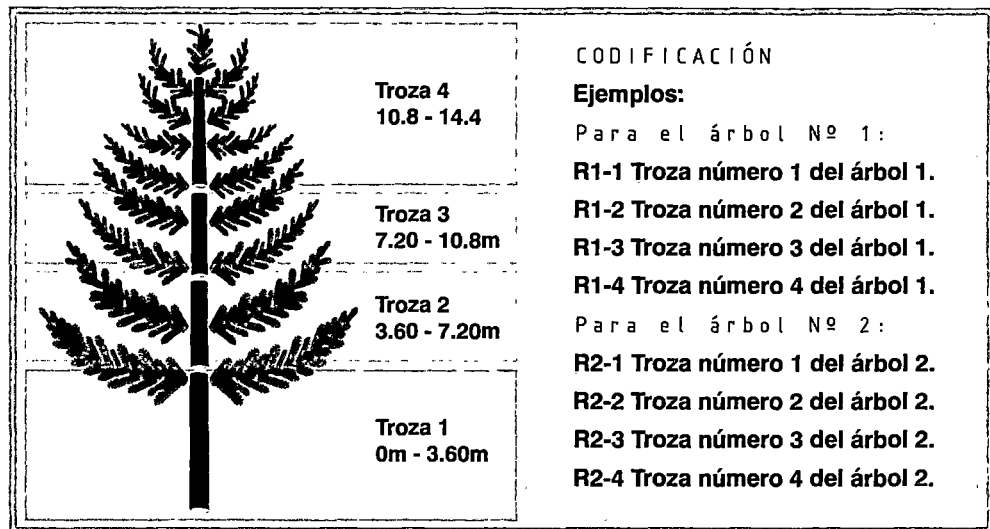 Troza 4
10.8 - 14.4
Troza 3
7.20 - 10.8m
Troza 2
3.60 - 7.20m
Troza 1
0m - 3.60m
CODIFICACIÓN
Ejemplos:
Para el árbol Nº 1:
R1-1 Troza número 1 del árbol 1.
R1-2 Troza número 2 del árbol 1.
R1-3 Troza número 3 del árbol 1.
R1-4 Troza número 4 del árbol 1.
Para el árbol Nº 2:
R2-1 Troza número 1 del árbol 2.
R2-2 Troza número 2 del árbol 2.
R2-3 Troza número 3 del árbol 2.
R2-4 Troza número 4 del árbol 2.